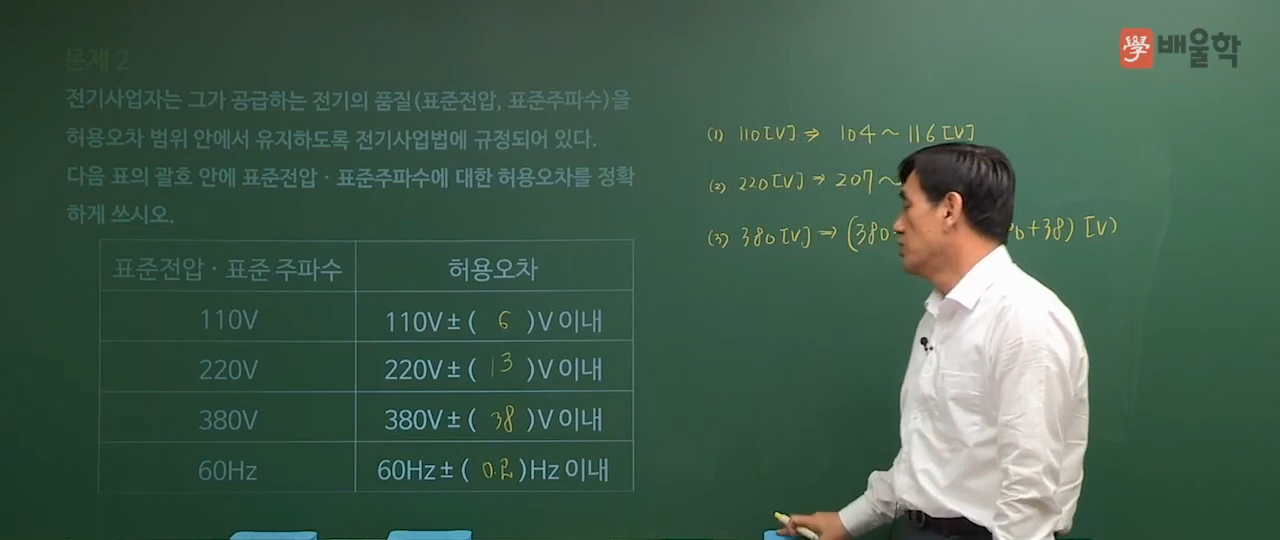 學 배울학
문제 2
전기사업자는 그가 공급하는 전기의 품질(표준전압, 표준주파수)을
허용오차 범위 안에서 유지하도록 전기사업법에 규정되어 있다.
다음 표의 괄호 안에 표준전압 · 표준주파수에 대한 허용오차를 정확
하게 쓰시오.
표준전압 · 표준 주파수 허용오차
110V 110V ± ( 6 )V 이내
220V 220V ± ( 13 )V 이내
380V 380V ± ( 38 )V 이내
60Hz 60Hz ± ( 0.2 )Hz 이내
(1) 110[V] ⇒ 104 ~ 116[V]
(2) 220[V] ⇒ 207 ~
(3) 380[V] ⇒ (380 +38) [V]